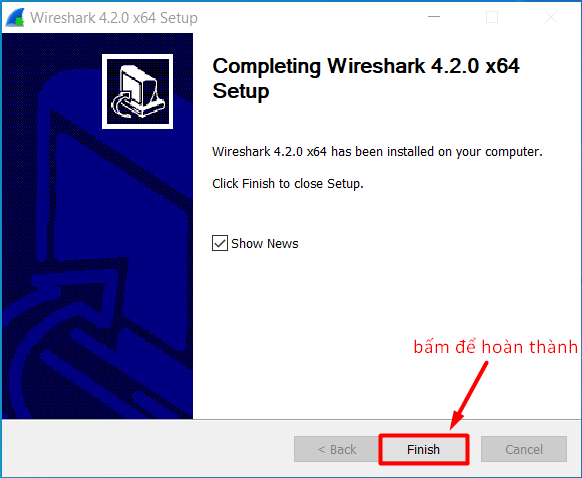 Wireshark 4.2.0 x64 Setup
Completing Wireshark 4.2.0 x64
Setup
Wireshark 4.2.0 x64 has been installed on your computer.
Click Finish to close Setup.
Show News
bấm để hoàn thành
< Back
Finish
Cancel